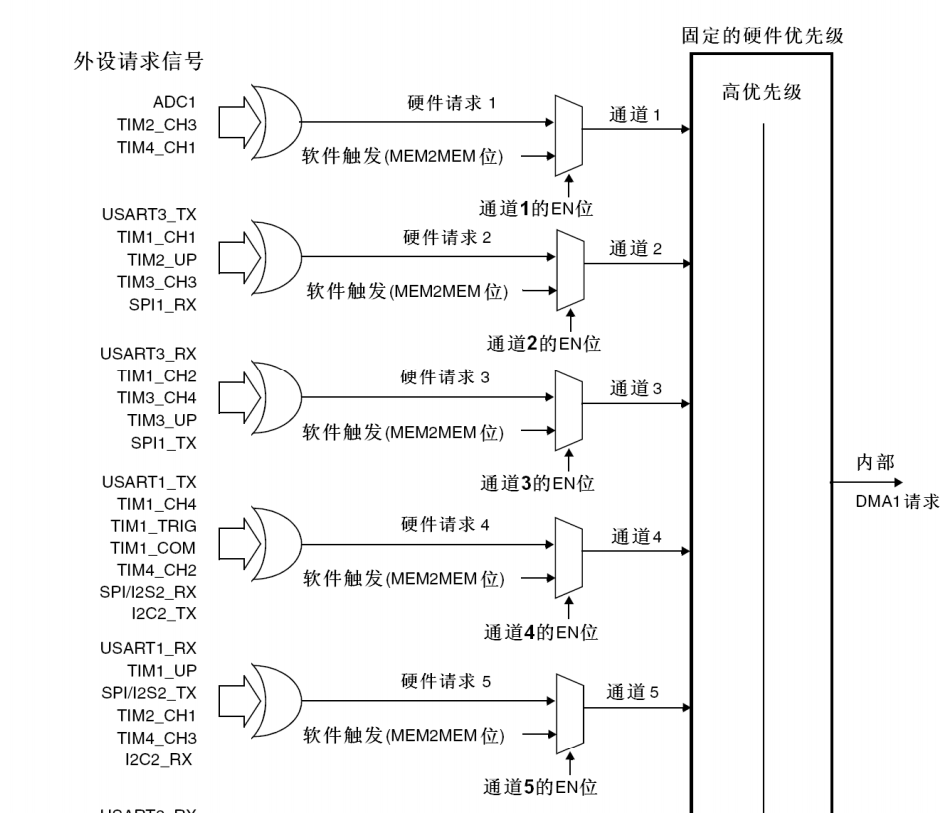 固定的硬件优先级
外设请求信号
高优先级
ADC1
TIM2_CH3
TIM4_CH1
硬件请求 1
软件触发(MEM2MEM 位)
通道 1
通道1的EN位
USART3_TX
TIM1_CH1
TIM2_UP
TIM3_CH3
SPI1_RX
硬件请求 2
软件触发(MEM2MEM 位)
通道 2
通道2的EN位
USART3_RX
TIM1_CH2
TIM3_CH4
TIM3_UP
SPI1_TX
硬件请求 3
软件触发(MEM2MEM 位)
通道 3
通道3的EN位
内部
DMA1 请求
USART1_TX
TIM1_CH4
TIM1_TRIG
TIM1_COM
TIM4_CH2
SPI/I2S2_RX
I2C2_TX
硬件请求 4
软件触发(MEM2MEM 位)
通道4
通道4的EN位
USART1_RX
TIM1_UP
SPI/I2S2_TX
TIM2_CH1
TIM4_CH3
I2C2_RX
硬件请求 5
软件触发(MEM2MEM 位)
通道 5
通道5的EN位